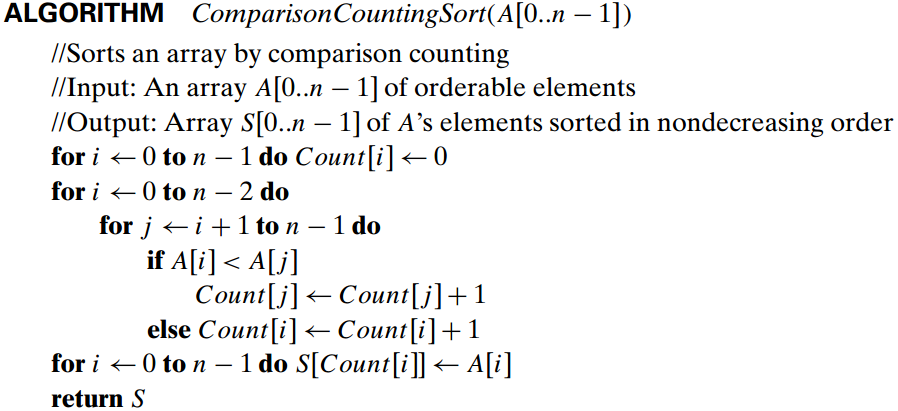 ALGORITHM ComparisonCountingSort(A[0..n − 1])
//Sorts an array by comparison counting
//Input: An array A[0..n − 1] of orderable elements
//Output: Array S[0..n − 1] of A’s elements sorted in nondecreasing order
for i ← 0 to n − 1 do Count[i] ← 0
for i ← 0 to n − 2 do
for j ← i + 1 to n − 1 do
if A[i] < A[j]
Count[j] ← Count[j] + 1
else Count[i] ← Count[i] + 1
for i ← 0 to n − 1 do S[Count[i]] ← A[i]
return S